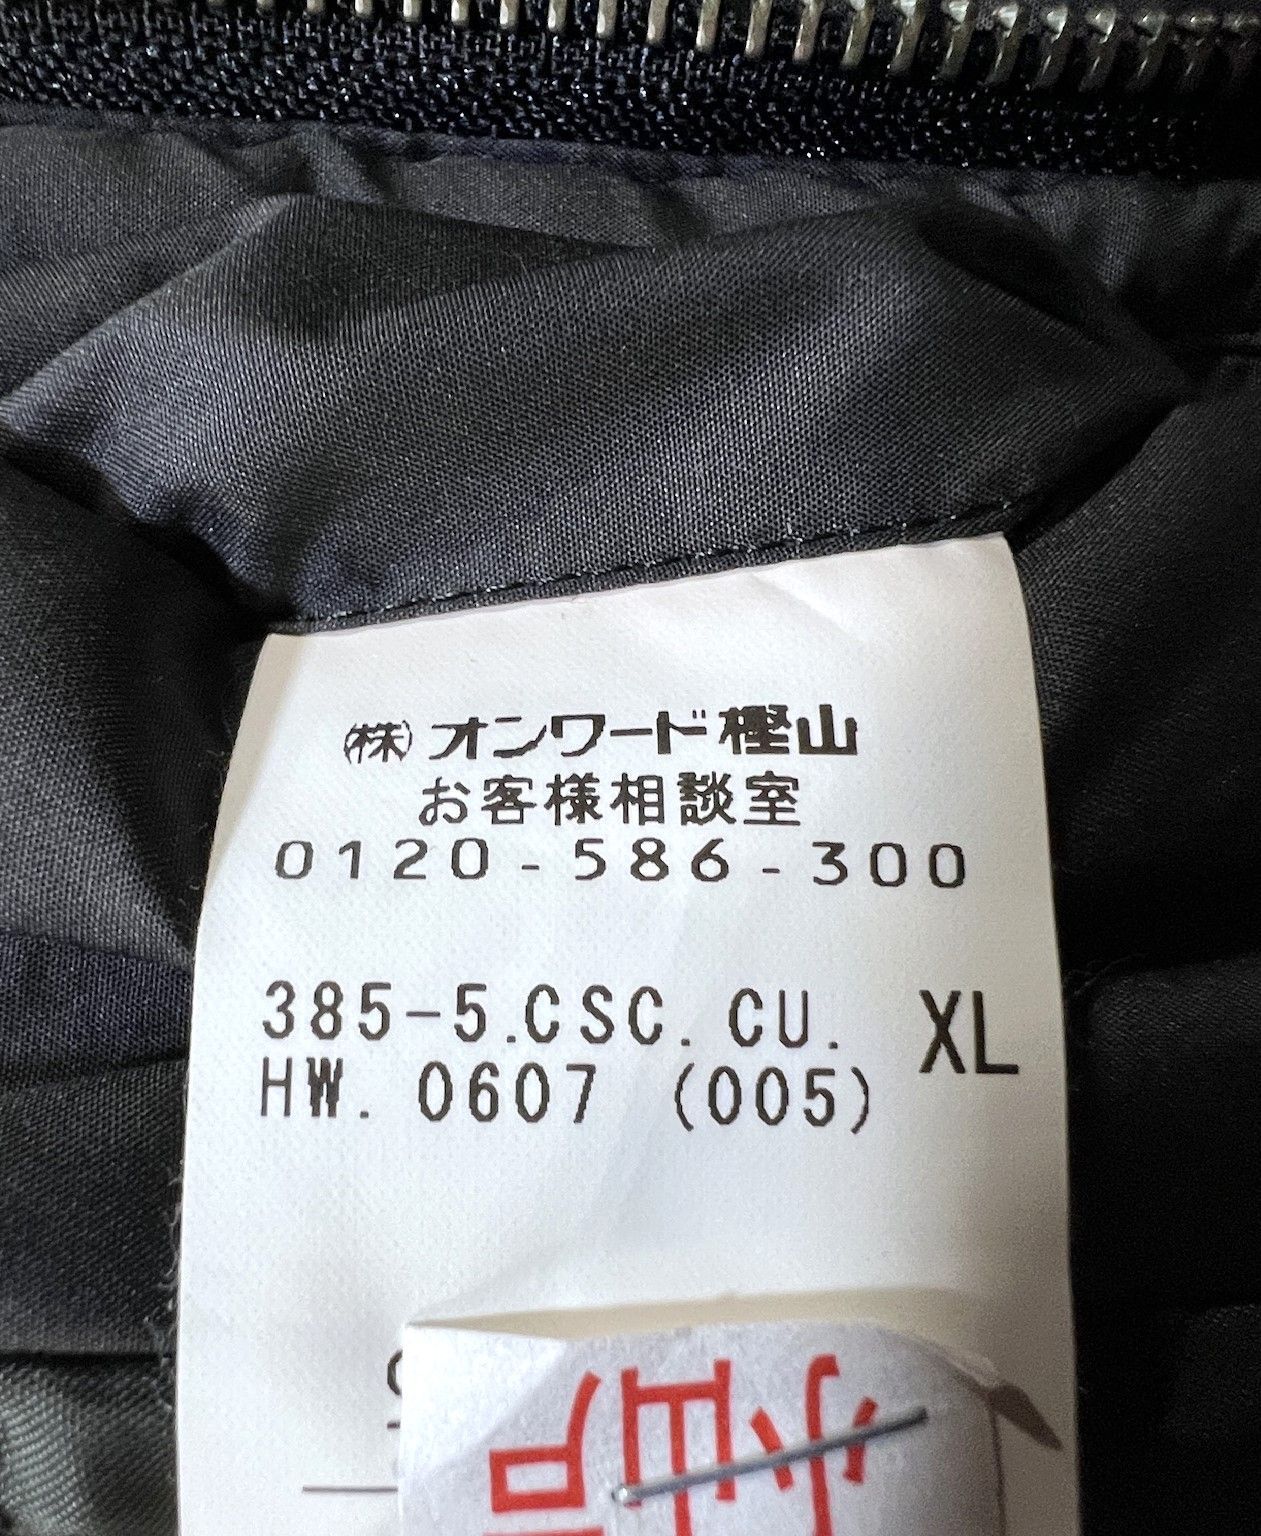 (株)オンワード樫山
お客様相談室
0120-586-300
385-5.CSC.CU. XL
HW. 0607 (005)